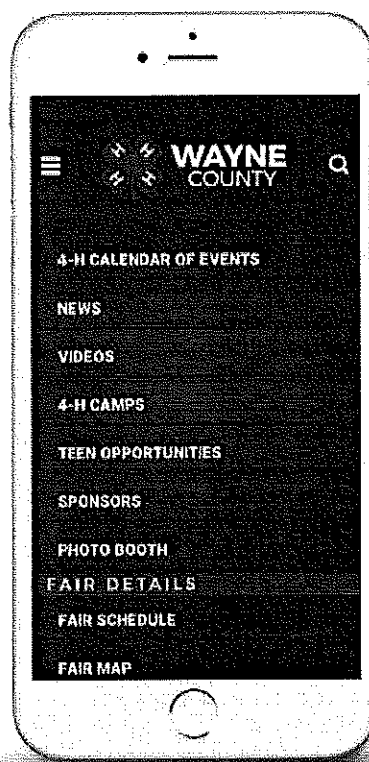 H H WAYNE
H H COUNTY
4-H CALENDAR OF EVENTS
NEWS
VIDEOS
4-H CAMPS
TEEN OPPORTUNITIES
SPONSORS
PHOTO BOOTH
FAIR DETAILS
FAIR SCHEDULE
FAIR MAP